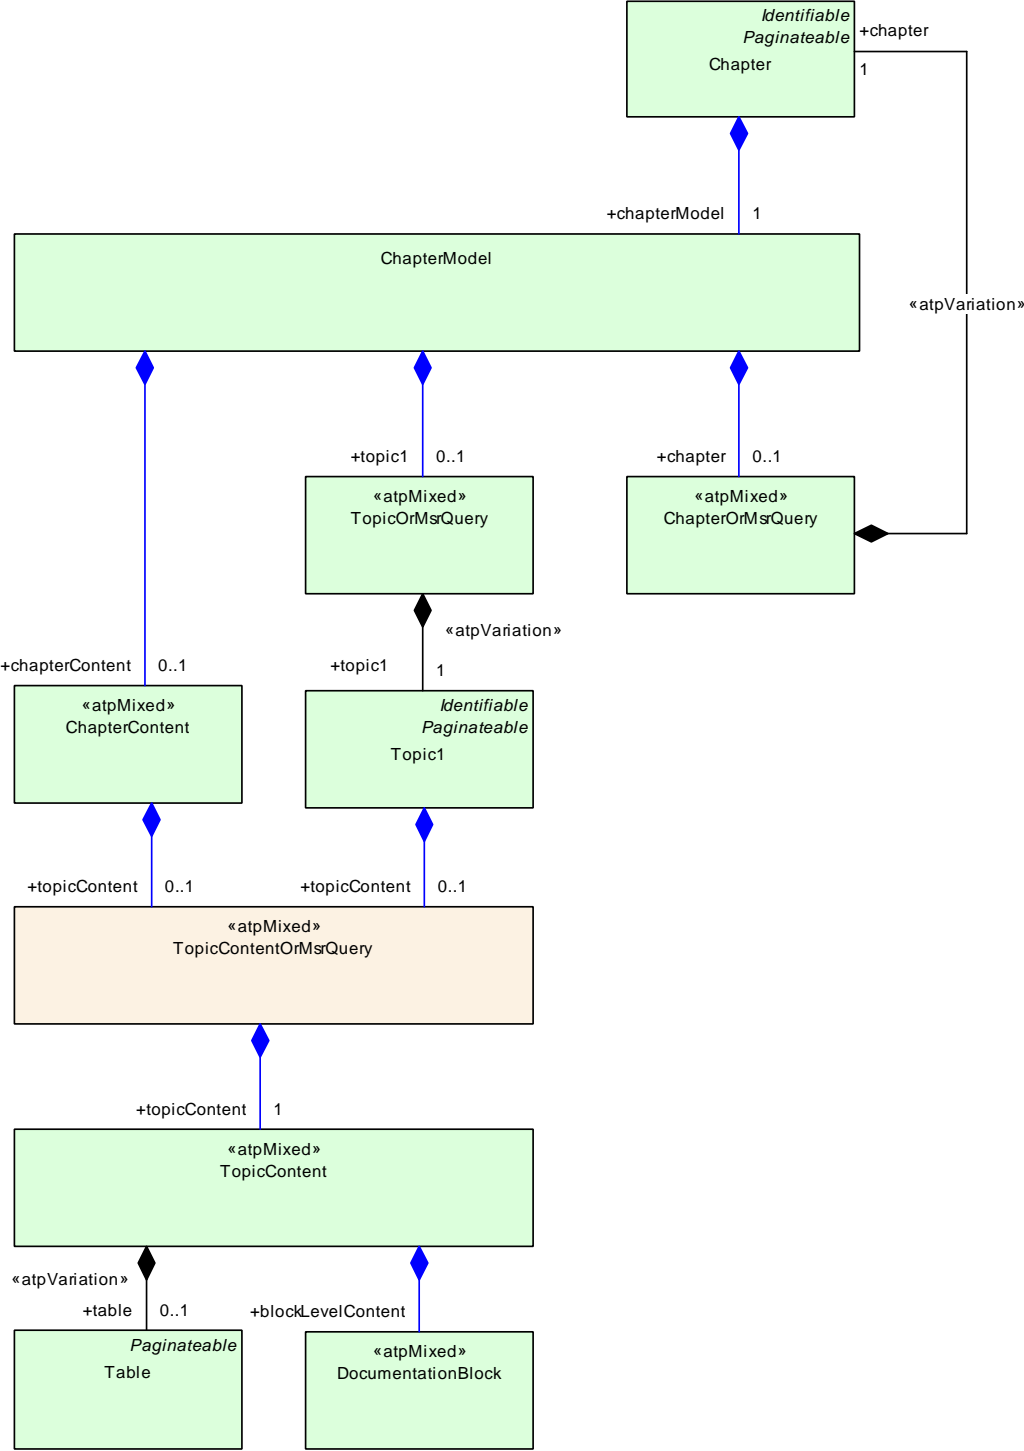 Identifiable
Paginateable
Chapter
+chapter
1
+chapterModel 1
ChapterModel
«atpVariation»
+topic1 0..1
+chapter 0..1
«atpMixed»
TopicOrMsrQuery
«atpMixed»
ChapterOrMsrQuery
«atpVariation»
+chapterContent 0..1
+topic1 1
«atpMixed»
ChapterContent
Identifiable
Paginateable
Topic1
+topicContent 0..1
+topicContent 0..1
«atpMixed»
TopicContentOrMsrQuery
+topicContent 1
«atpMixed»
TopicContent
«atpVariation»
+table 0..1
+blockLevelContent
Paginateable
Table
«atpMixed»
DocumentationBlock